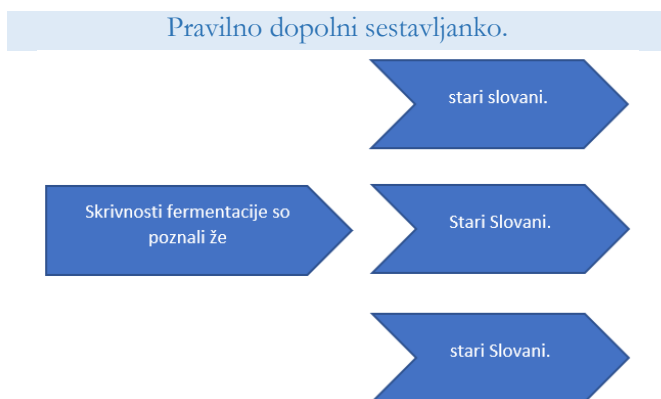 Pravilno dopolni sestavljanko.
stari slovani.
Skrivnosti fermentacije so
poznali že
Stari Slovani.
stari Slovani.